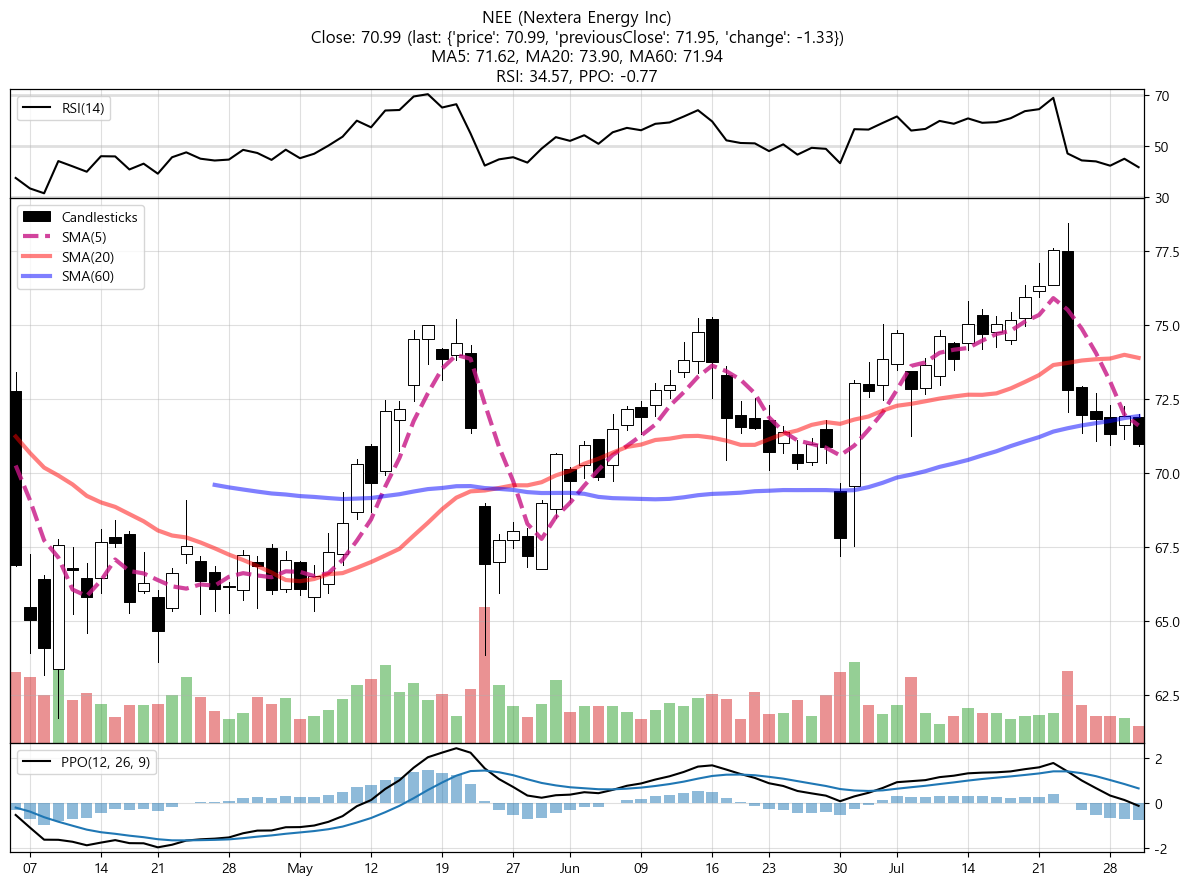 NEE (Nextera Energy Inc)
Close: 70.99 (last: {'price': 70.99, 'previousClose': 71.95, 'change': -1.33})
MA5: 71.62, MA20: 73.90, MA60: 71.94
RSI: 34.57, PPO: -0.77
RSI(14)
70
50
30
Candlesticks
SMA(5)
SMA(20)
SMA(60)
77.5
75.0
72.5
70.0
67.5
65.0
62.5
PPO(12, 26, 9)
2
0
-2
07 14 21 28 May 12 19 27 Jun 09 16 23 30 Jul 14 21 28